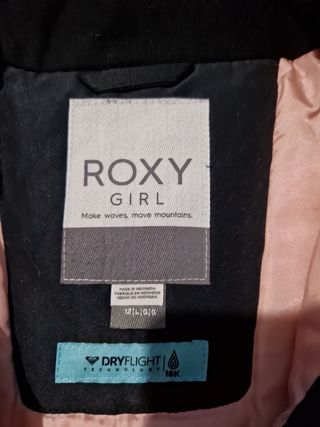 ROXY
GIRL
Make waves, move mountains.
MADE IN INDONESIA
FABRIQUÉ EN INDONÉSIE
HECHO EN INDONESIA
12|L|G|G
DRYFLIGHT
TECHNOLOGY
10K